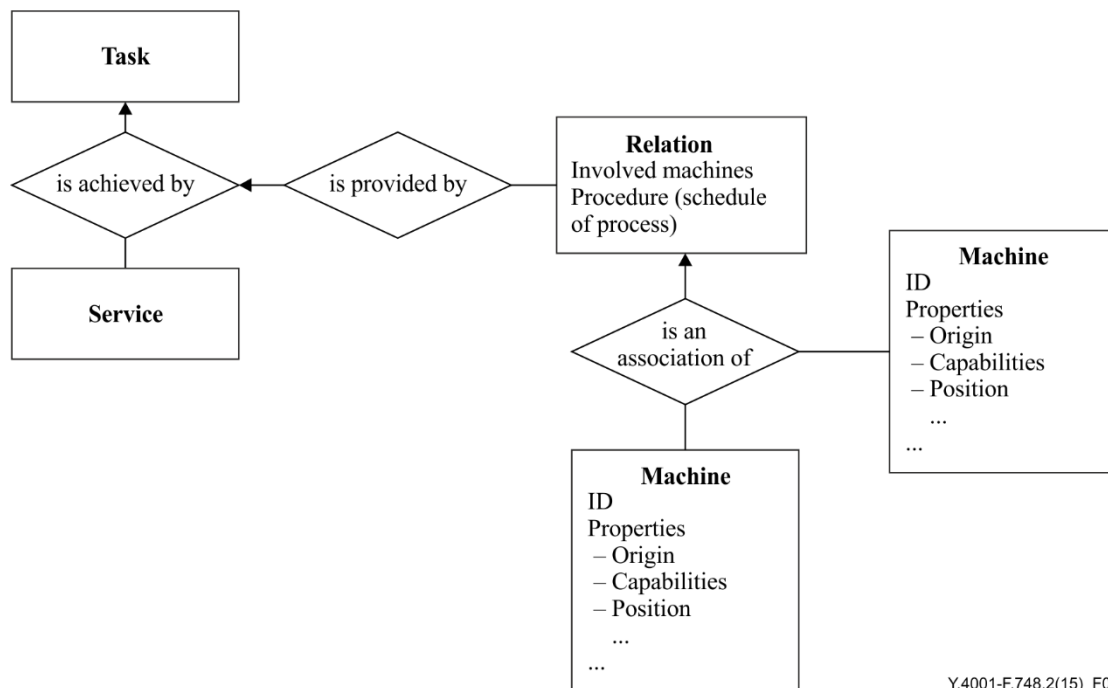 Task
is achieved by
Service
is provided by
Relation
Involved machines
Procedure (schedule
of process)
is an
association of
Machine
ID
Properties
– Origin
– Capabilities
– Position
...
...
Machine
ID
Properties
– Origin
– Capabilities
– Position
...
...
Y.4001-F.748.2(15)_F0